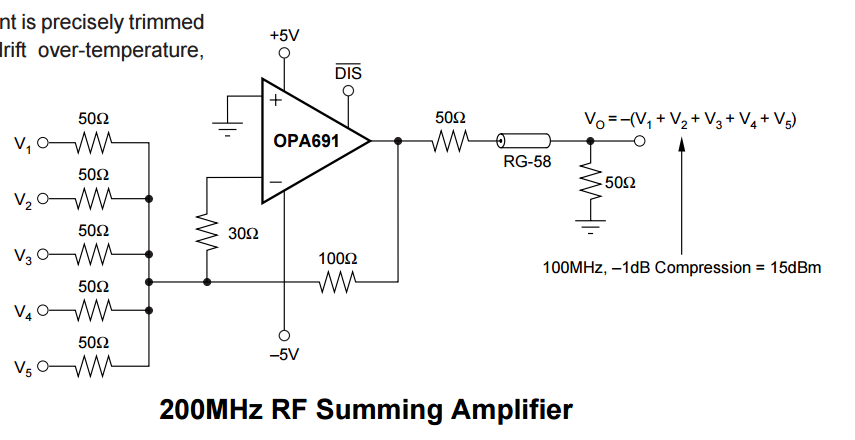 nt is precisely trimmed
drift over-temperature,
+5V
DIS
50Ω
V1
+
OPA691
50Ω
RG-58
VO = –(V1 + V2 + V3 + V4 + V5)
50Ω
V2
–
50Ω
50Ω
V3
30Ω
100Ω
100MHz, –1dB Compression = 15dBm
50Ω
V4
50Ω
V5
–5V
200MHz RF Summing Amplifier